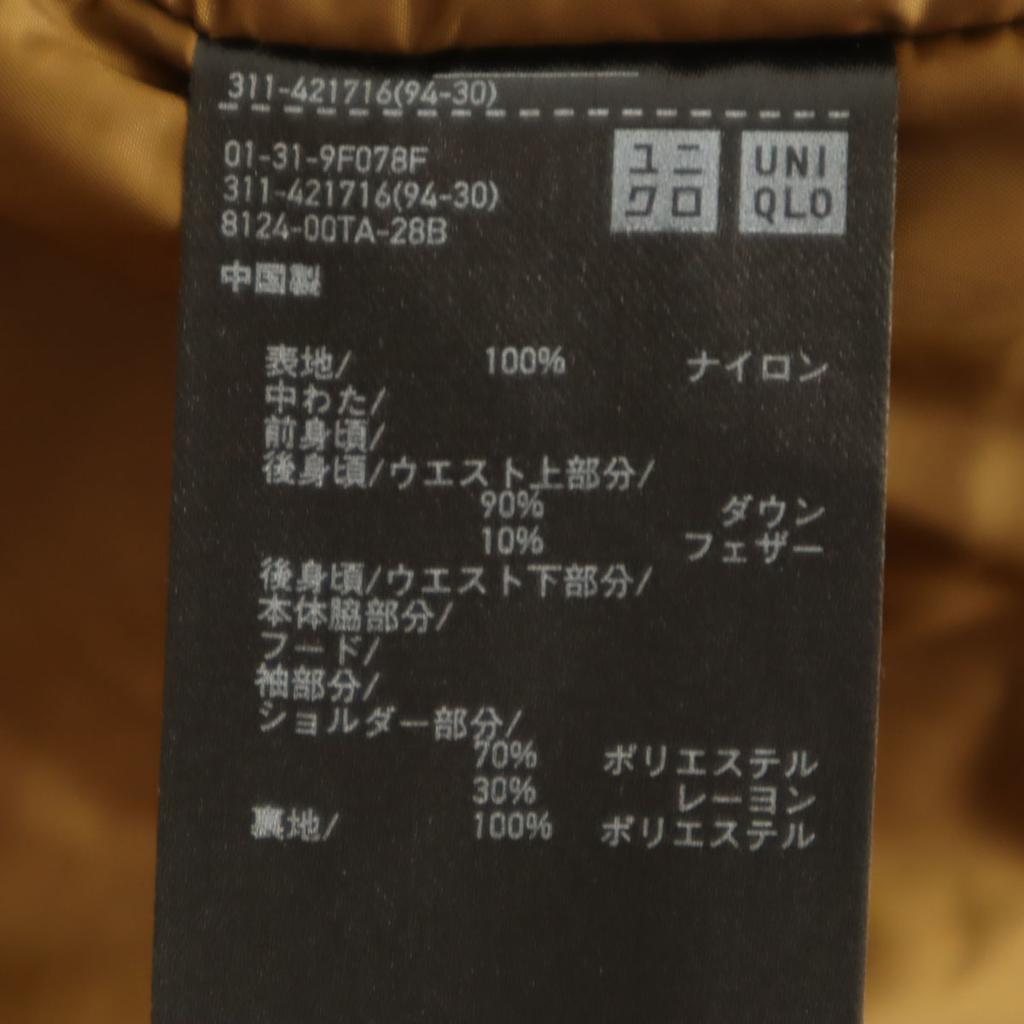 311-421716(94-30)
01-31-9F078F
311-421716(94-30)
8124-00TA-28B
ユニ
クロ
UNI
QLO
中国製
表地/ 100% ナイロン
中わた/
前身頃/
後身頃/ウエスト上部分/
90% ダウン
10% フェザー
後身頃/ウエスト下部分/
本体脇部分/
フード/
袖部分/
ショルダー部分/
70% ポリエステル
30% レーヨン
裏地/ 100% ポリエステル